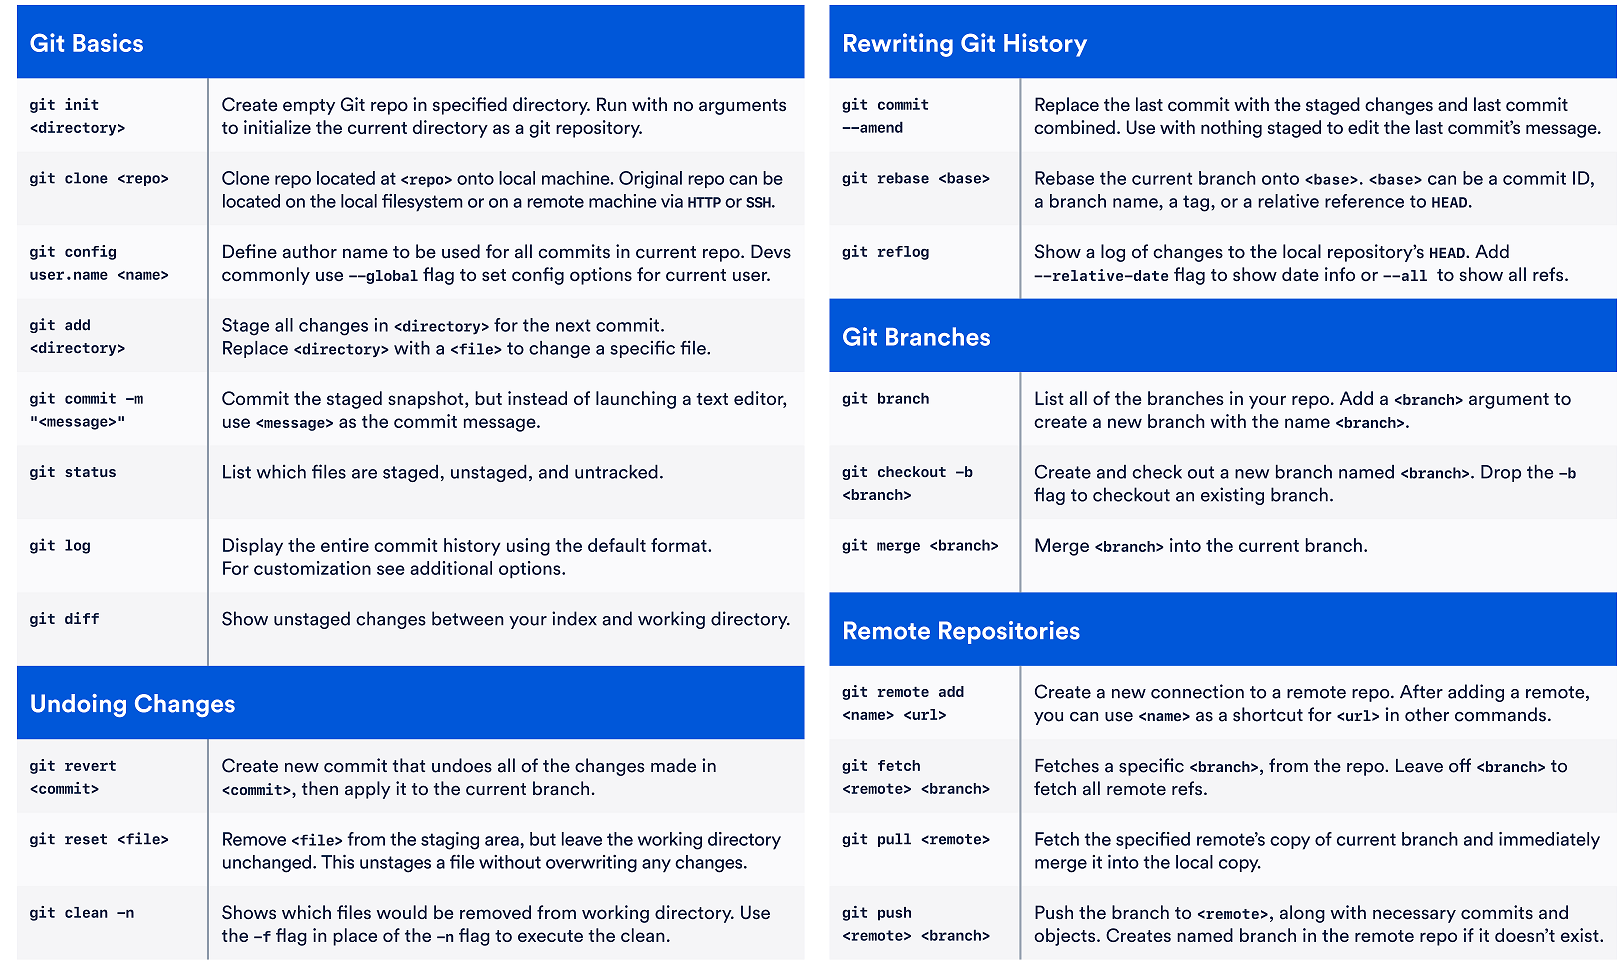 Git Basics
git init
<directory>
Create empty Git repo in specified directory. Run with no arguments
to initialize the current directory as a git repository.
git clone <repo>
Clone repo located at <repo> onto local machine. Original repo can be
located on the local filesystem or on a remote machine via HTTP or SSH.
git config
user.name <name>
Define author name to be used for all commits in current repo. Devs
commonly use --global flag to set config options for current user.
git add
<directory>
Stage all changes in <directory> for the next commit.
Replace <directory> with a <file> to change a specific file.
git commit -m
"<message>"
Commit the staged snapshot, but instead of launching a text editor,
use <message> as the commit message.
git status
List which files are staged, unstaged, and untracked.
git log
Display the entire commit history using the default format.
For customization see additional options.
git diff
Show unstaged changes between your index and working directory.
Undoing Changes
git revert
<commit>
Create new commit that undoes all of the changes made in
<commit>, then apply it to the current branch.
git reset <file>
Remove <file> from the staging area, but leave the working directory
unchanged. This unstages a file without overwriting any changes.
git clean -n
Shows which files would be removed from working directory. Use
the -f flag in place of the -n flag to execute the clean.
Rewriting Git History
git commit
--amend
Replace the last commit with the staged changes and last commit
combined. Use with nothing staged to edit the last commit’s message.
git rebase <base>
Rebase the current branch onto <base>. <base> can be a commit ID,
a branch name, a tag, or a relative reference to HEAD.
git reflog
Show a log of changes to the local repository’s HEAD. Add
--relative-date flag to show date info or --all to show all refs.
Git Branches
git branch
List all of the branches in your repo. Add a <branch> argument to
create a new branch with the name <branch>.
git checkout -b
<branch>
Create and check out a new branch named <branch>. Drop the -b
flag to checkout an existing branch.
git merge <branch>
Merge <branch> into the current branch.
Remote Repositories
git remote add
<name> <url>
Create a new connection to a remote repo. After adding a remote,
you can use <name> as a shortcut for <url> in other commands.
git fetch
<remote> <branch>
Fetches a specific <branch>, from the repo. Leave off <branch> to
fetch all remote refs.
git pull <remote>
Fetch the specified remote’s copy of current branch and immediately
merge it into the local copy.
git push
<remote> <branch>
Push the branch to <remote>, along with necessary commits and
objects. Creates named branch in the remote repo if it doesn’t exist.